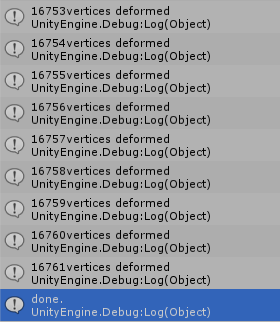 16753vertices deformed
UnityEngine.Debug:Log(Object)
16754vertices deformed
UnityEngine.Debug:Log(Object)
16755vertices deformed
UnityEngine.Debug:Log(Object)
16756vertices deformed
UnityEngine.Debug:Log(Object)
16757vertices deformed
UnityEngine.Debug:Log(Object)
16758vertices deformed
UnityEngine.Debug:Log(Object)
16759vertices deformed
UnityEngine.Debug:Log(Object)
16760vertices deformed
UnityEngine.Debug:Log(Object)
16761vertices deformed
UnityEngine.Debug:Log(Object)
done.
UnityEngine.Debug:Log(Object)